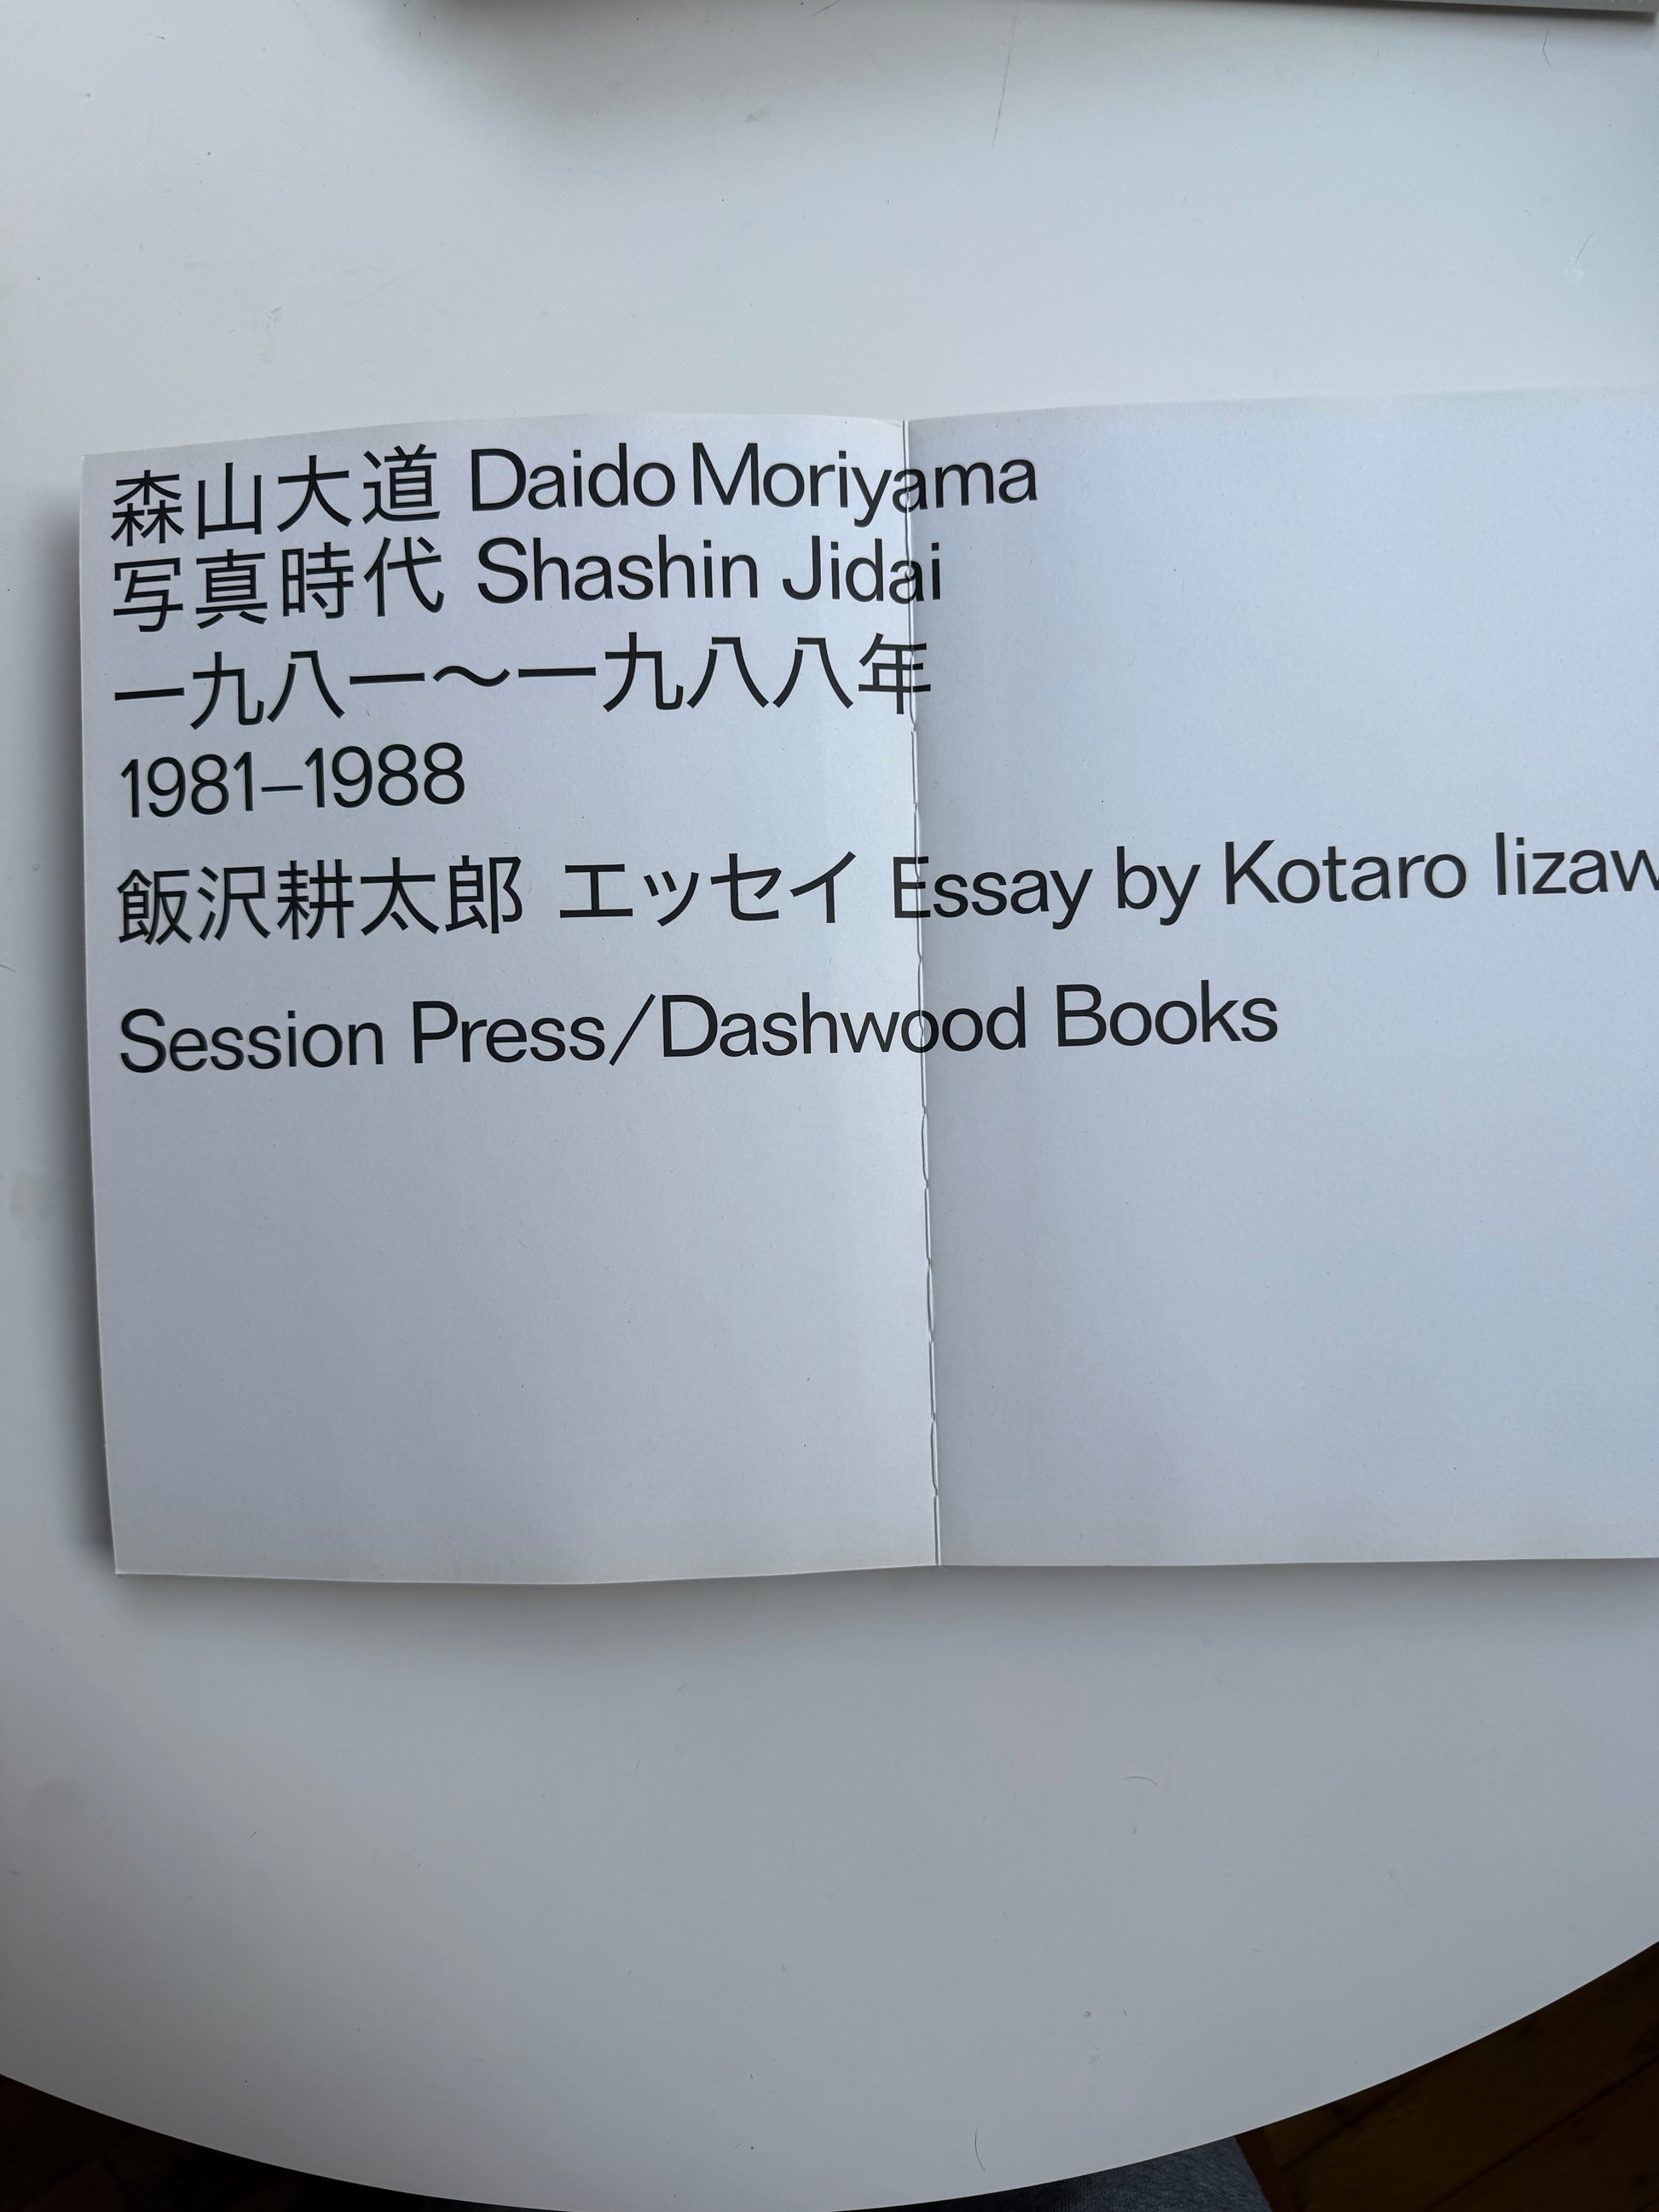 森山大道 Daido Moriyama
写真時代 Shashin Jidai
一九八一〜一九八八年
1981–1988
飯沢耕太郎 エッセイ Essay by Kotaro Iizaw
Session Press/Dashwood Books